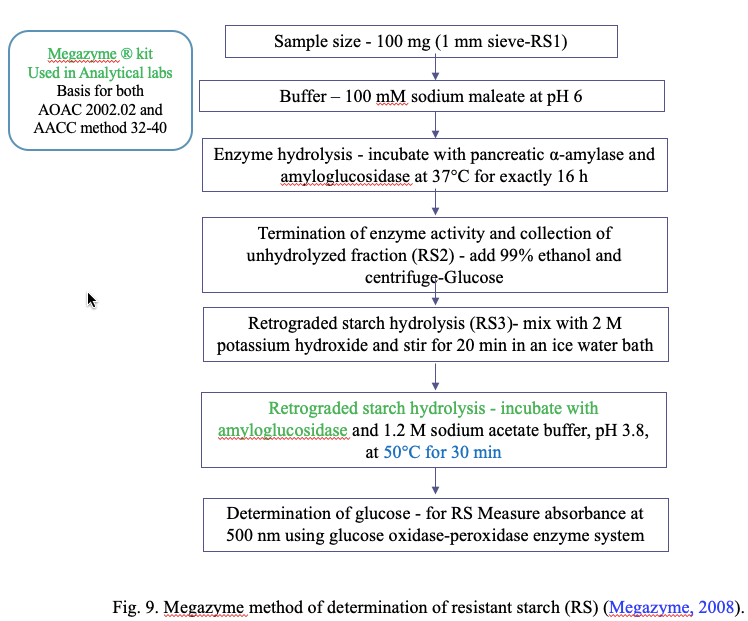 Megazyme ® kit
Used in Analytical labs
Basis for both
AOAC 2002.02 and
AACC method 32-40
Sample size - 100 mg (1 mm sieve-RS1)
Buffer – 100 mM sodium maleate at pH 6
Enzyme hydrolysis - incubate with pancreatic α-amylase and
amyloglucosidase at 37°C for exactly 16 h
Termination of enzyme activity and collection of
unhydrolyzed fraction (RS2) - add 99% ethanol and
centrifuge-Glucose
Retrograded starch hydrolysis (RS3)- mix with 2 M
potassium hydroxide and stir for 20 min in an ice water bath
Retrograded starch hydrolysis - incubate with
amyloglucosidase and 1.2 M sodium acetate buffer, pH 3.8,
at 50°C for 30 min
Determination of glucose - for RS Measure absorbance at
500 nm using glucose oxidase-peroxidase enzyme system
Fig. 9. Megazyme method of determination of resistant starch (RS) (Megazyme, 2008).